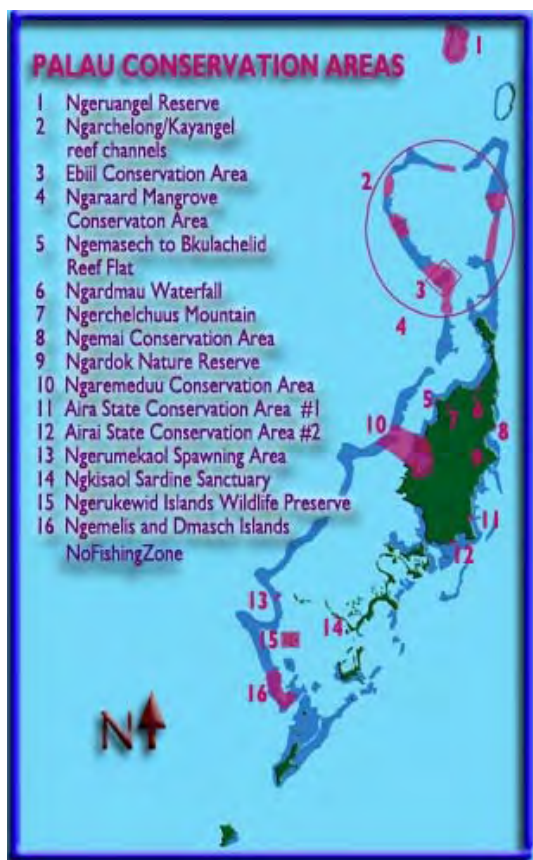 PALAU CONSERVATION AREAS
1 Ngeruangel Reserve
2 Ngarchelong/Kayangel
reef channels
3 Ebiil Conservation Area
4 Ngaraard Mangrove
Conservaton Area
5 Ngemasech to Bkulachelid
Reef Flat
6 Ngardmau Waterfall
7 Ngerchelchuus Mountain
8 Ngemai Conservation Area
9 Ngardok Nature Reserve
10 Ngaremeduu Conservation Area
11 Aira State Conservation Area #1
12 Airai State Conservation Area #2
13 Ngerumekaol Spawning Area
14 Ngkisaol Sardine Sanctuary
15 Ngerukewid Islands Wildlife Preserve
16 Ngemelis and Dmasch Islands
NoFishingZone
1
2
3
4
5
6
7
10
8
9
11
12
13
14
15
16
N